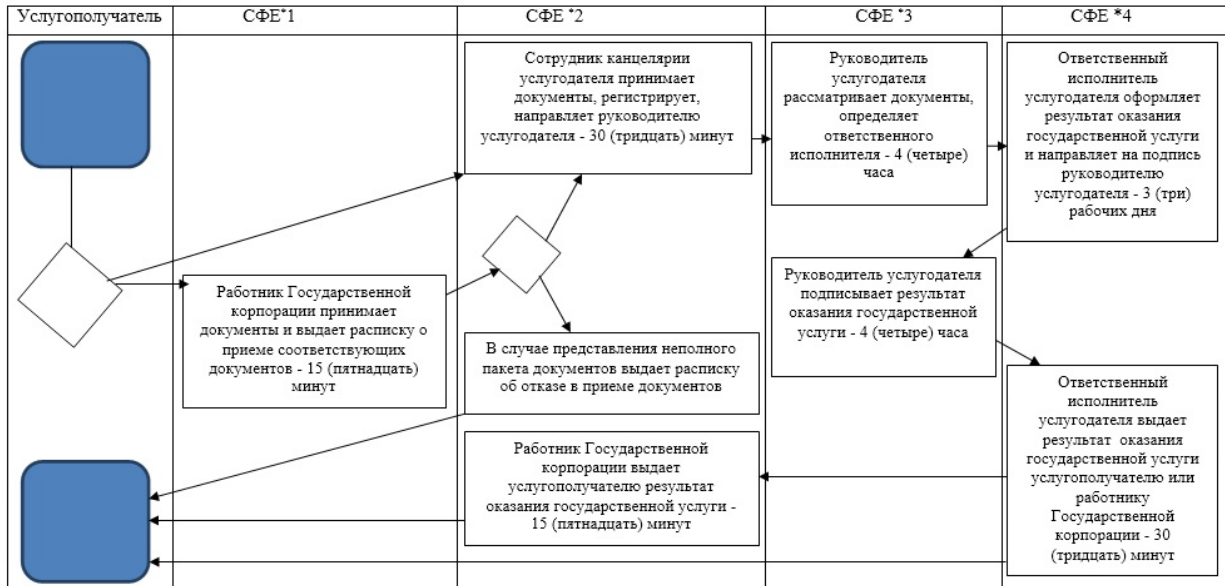 Услугополучатель
СФЕ*1
СФЕ *2
СФЕ *3
СФЕ *4
Сотрудник канцелярии
услугодателя принимает
документы, регистрирует,
направляет руководителю
услугодателя - 30 (тридцать) минут
Руководитель
услугодателя
рассматривает документы,
определяет
ответственного
исполнителя - 4 (четыре)
часа
Ответственный
исполнитель
услугодателя оформляет
результат оказания
государственной услуги
и направляет на подпись
руководителю
услугодателя - 3 (три)
рабочих дня
Работник Государственной
корпорации принимает
документы и выдает расписку о
приеме соответствующих
документов - 15 (пятнадцать)
минут
Руководитель услугодателя
подписывает результат
оказания государственной
услуги - 4 (четыре) часа
В случае представления неполного
пакета документов выдает расписку
об отказе в приеме документов
Ответственный
исполнитель
услугодателя выдает
результат оказания
государственной услуги
услугополучателю или
работнику
Государственной
корпорации - 30
(тридцать) минут
Работник Государственной
корпорации выдает
услугополучателю результат
оказания государственной услуги -
15 (пятнадцать) минут